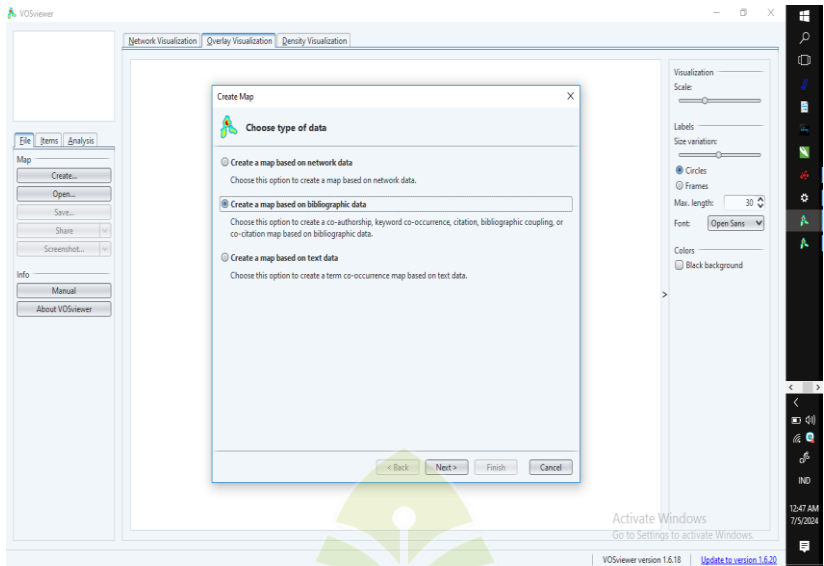 VOSviewer
Network Visualization Overlay Visualization Density Visualization
File Items Analysis
Map
Create...
Open...
Save...
Share
Screenshot...
Info
Manual
About VOSviewer
Create Map X
Choose type of data
Create a map based on network data
Choose this option to create a map based on network data.
Create a map based on bibliographic data
Choose this option to create a co-authorship, keyword co-occurrence, citation, bibliographic coupling, or
co-citation map based on bibliographic data.
Create a map based on text data
Choose this option to create a term co-occurrence map based on text data.
< Back Next > Finish Cancel
Visualization
Scale:
Labels
Size variation:
Circles
Frames
Max. length: 30
Font: Open Sans
Colors
Black background
Activate Windows
Go to Settings to activate Windows.
VOSviewer version 1.6.18 Update to version 1.6.20
IND
12:47 AM
7/5/2024